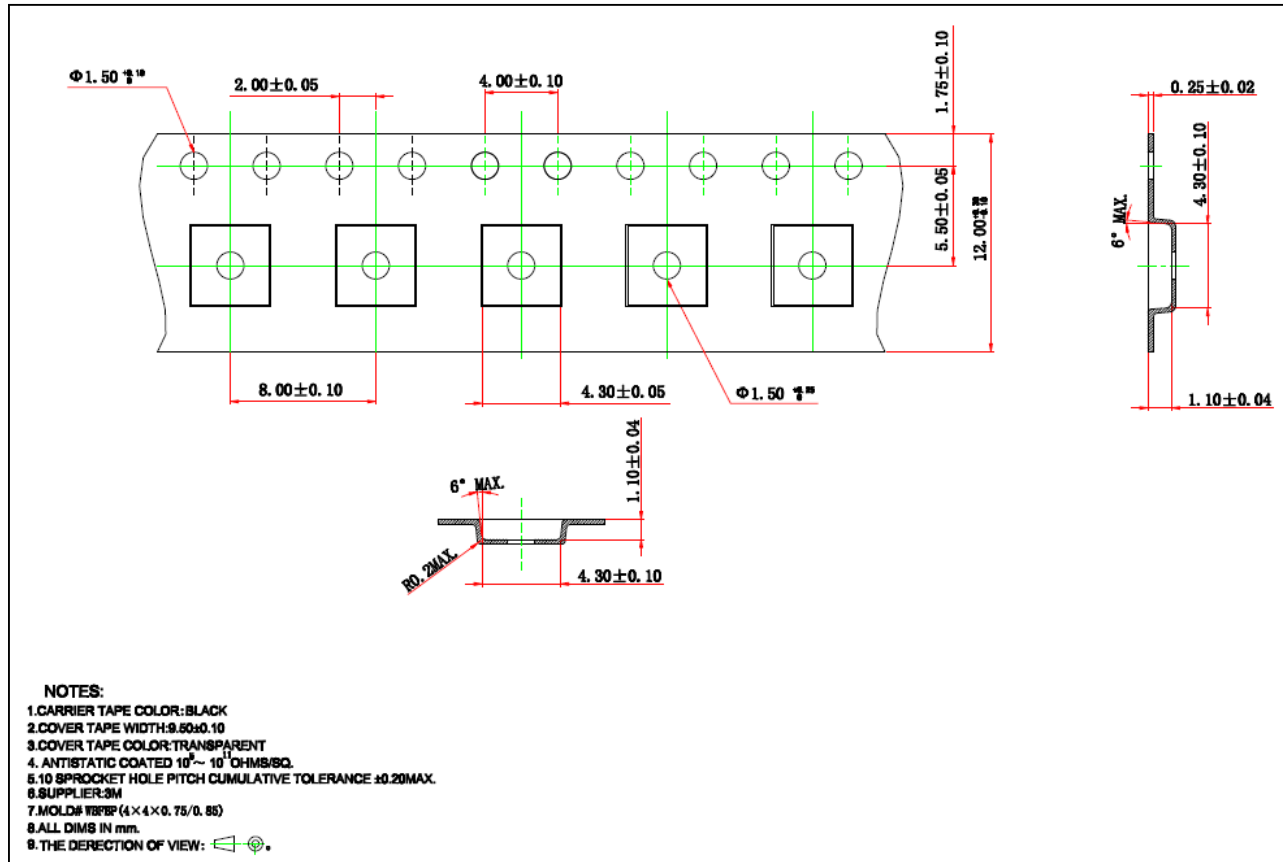 Φ1.50 +0.10 0
2.00±0.05
4.00±0.10
1.75±0.10
0.25±0.02
5.50±0.05
12.00
4.30±0.10
6° MAX.
8.00±0.10
4.30±0.05
Φ1.50
1.10±0.04
1.10±0.04
6° MAX.
R0.2MAX.
4.30±0.10
NOTES:
1.CARRIER TAPE COLOR:BLACK
2.COVER TAPE WIDTH:9.50±0.10
3.COVER TAPE COLOR:TRANSPARENT
4. ANTISTATIC COATED 10 ~ 10¹¹OHMS/SQ.
5.10 SPROCKET HOLE PITCH CUMULATIVE TOLERANCE ±0.20MAX.
6.SUPPLIER:3M
7.MOLD# (4×4×0.75/0.85)
8.ALL DIMS IN mm.
9.THE DERECTION OF VIEW: